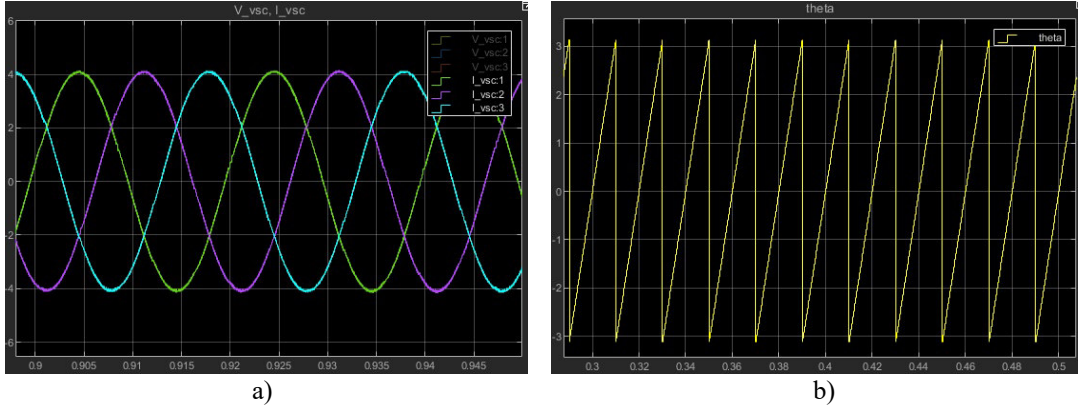 V_vsc, I_vsc
6
4
2
0
-2
-4
-6
V_vsc:1
V_vsc:2
V_vsc:3
I_vsc:1
I_vsc:2
I_vsc:3
0.9 0.905 0.91 0.915 0.92 0.925 0.93 0.935 0.94 0.945
a)
theta
3
2
1
0
-1
-2
-3
theta
0.3 0.32 0.34 0.36 0.38 0.4 0.42 0.44 0.46 0.48 0.5
b)